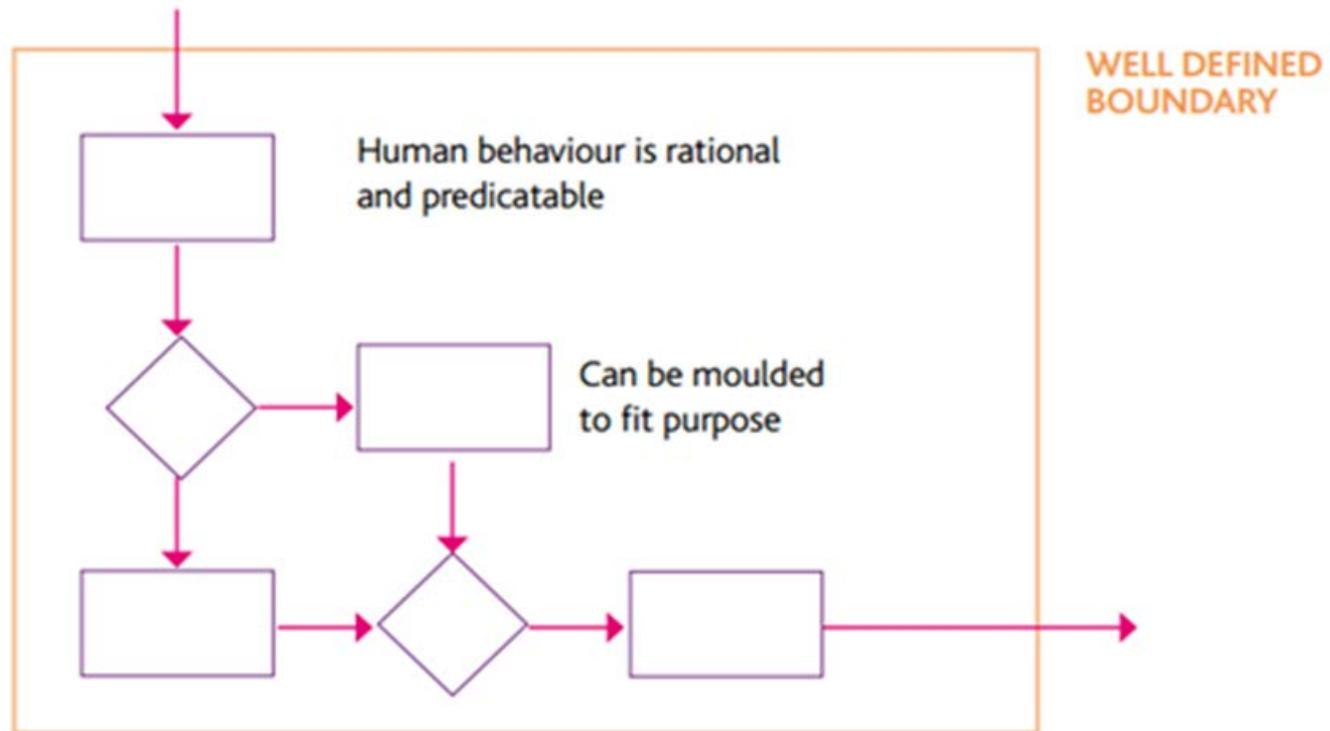 WELL DEFINED
BOUNDARY
Human behaviour is rational
and predicatable
Can be moulded
to fit purpose